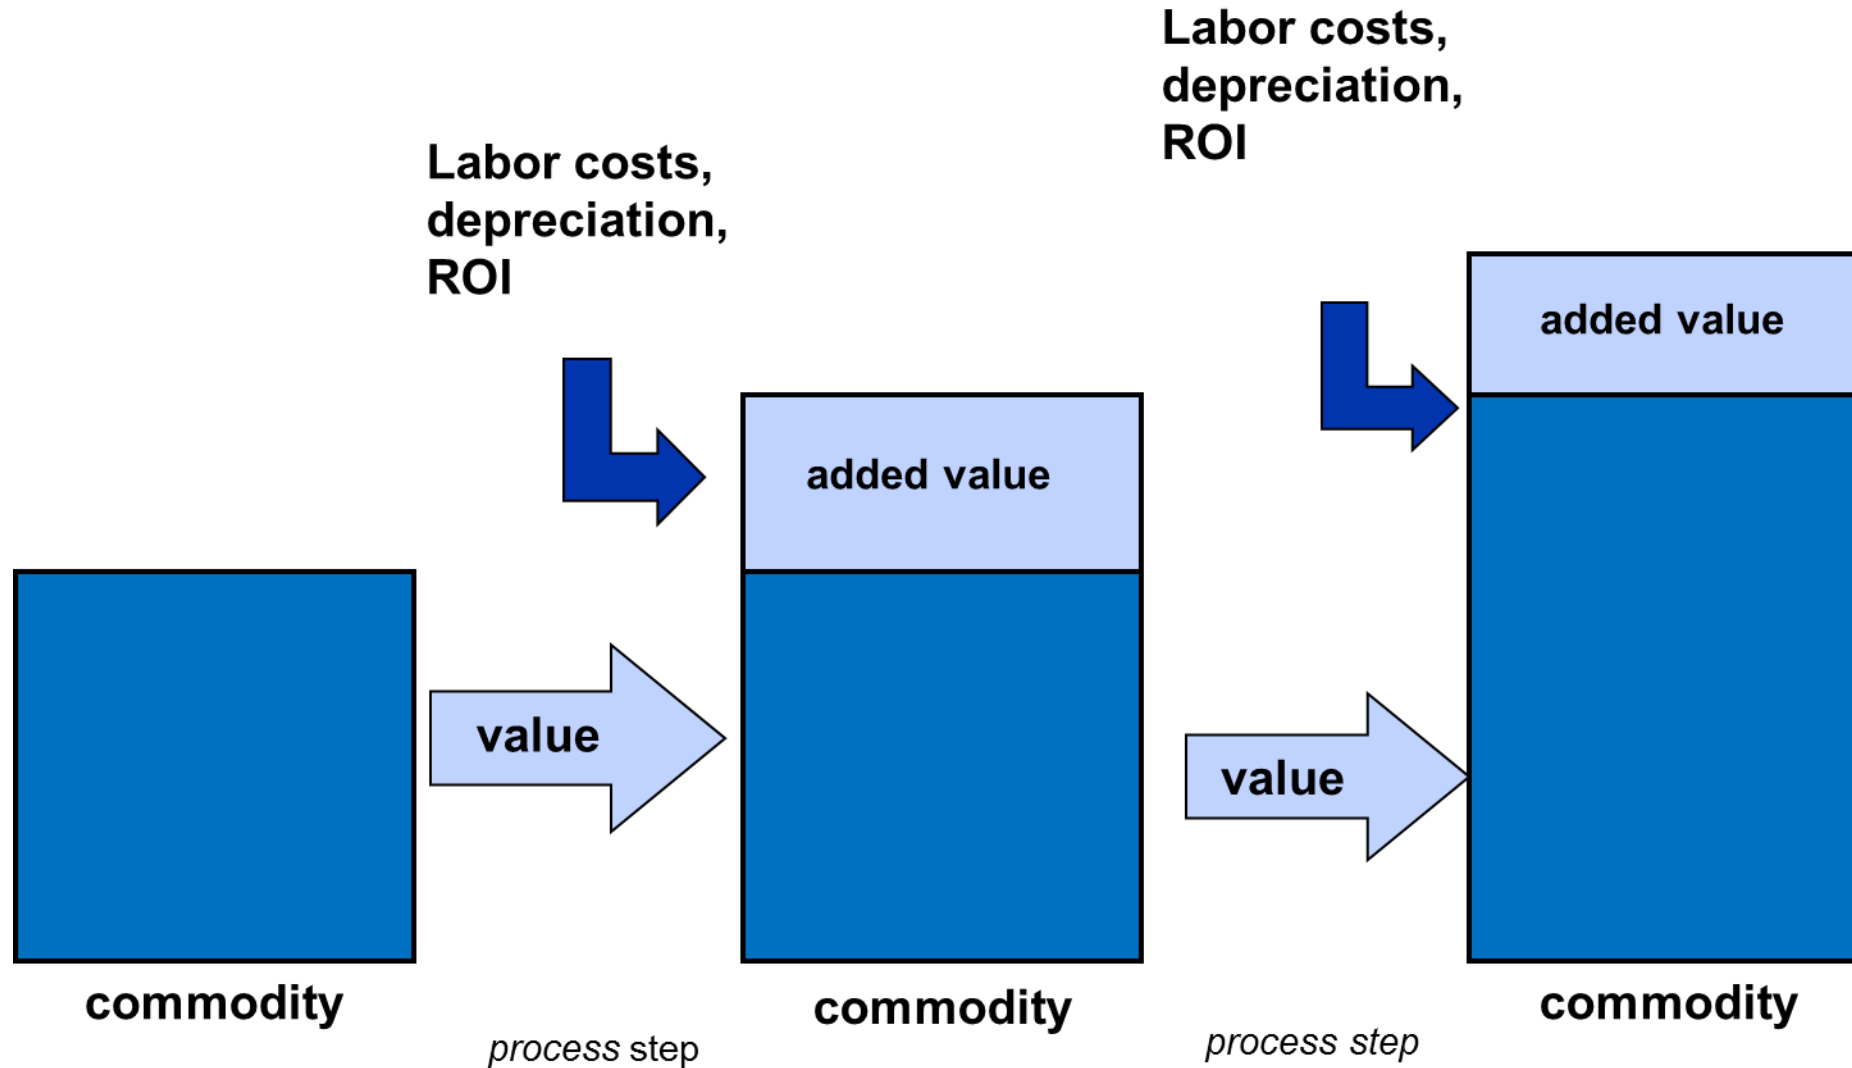 Labor costs,
depreciation,
ROI
Labor costs,
depreciation,
ROI
added value
added value
value
value
commodity
commodity
commodity
process step
process step